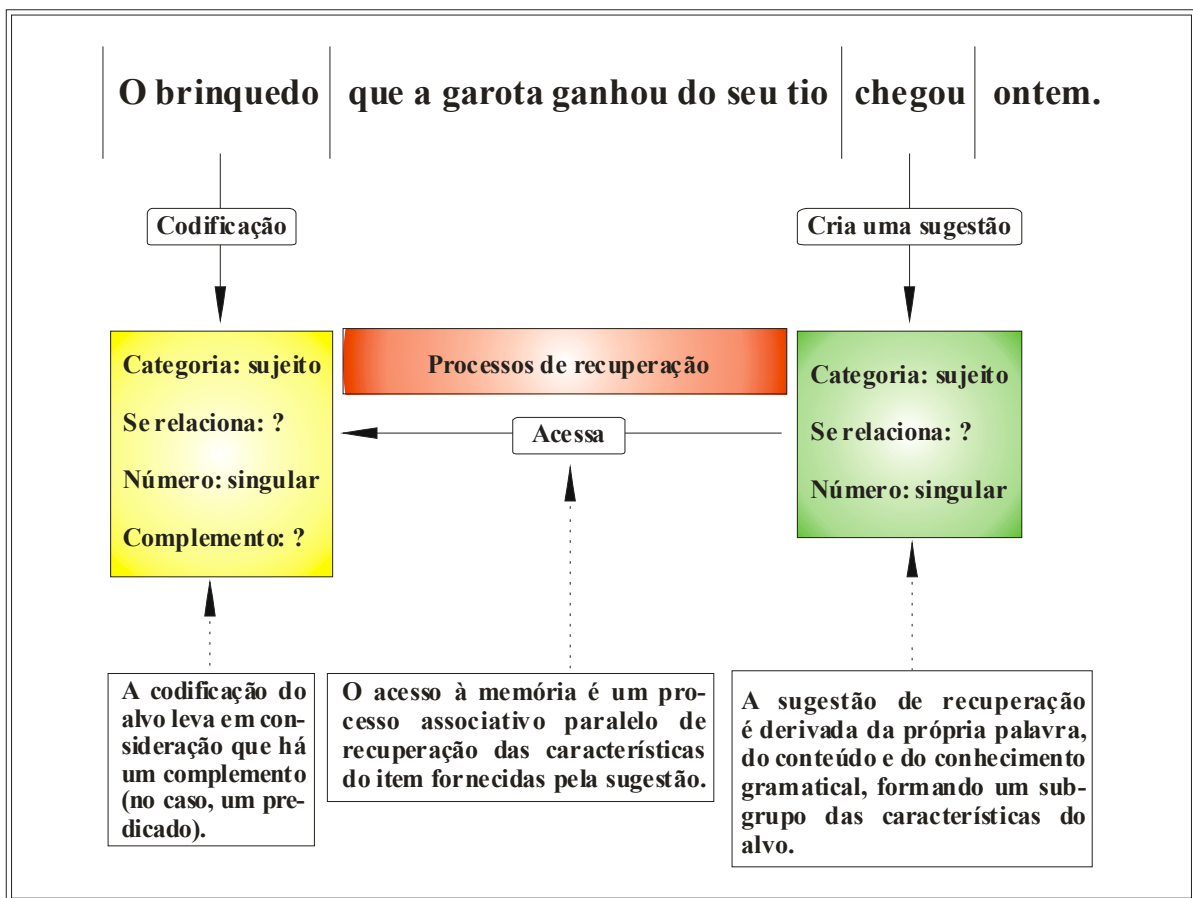 O brinquedo que a garota ganhou do seu tio chegou ontem.
Codificação
Cria uma sugestão
Categoria: sujeito
Se relaciona: ?
Número: singular
Complemento: ?
Processos de recuperação
Acessa
Categoria: sujeito
Se relaciona: ?
Número: singular
A codificação do
alvo leva em con-
sideração que há
um complemento
(no caso, um pre-
dicado).
O acesso à memória é um pro-
cesso associativo paralelo de
recuperação das características
do item fornecidas pela sugestão.
A sugestão de recuperação
é derivada da própria palavra,
do conteúdo e do conhecimento
gramatical, formando um sub-
grupo das características do
alvo.